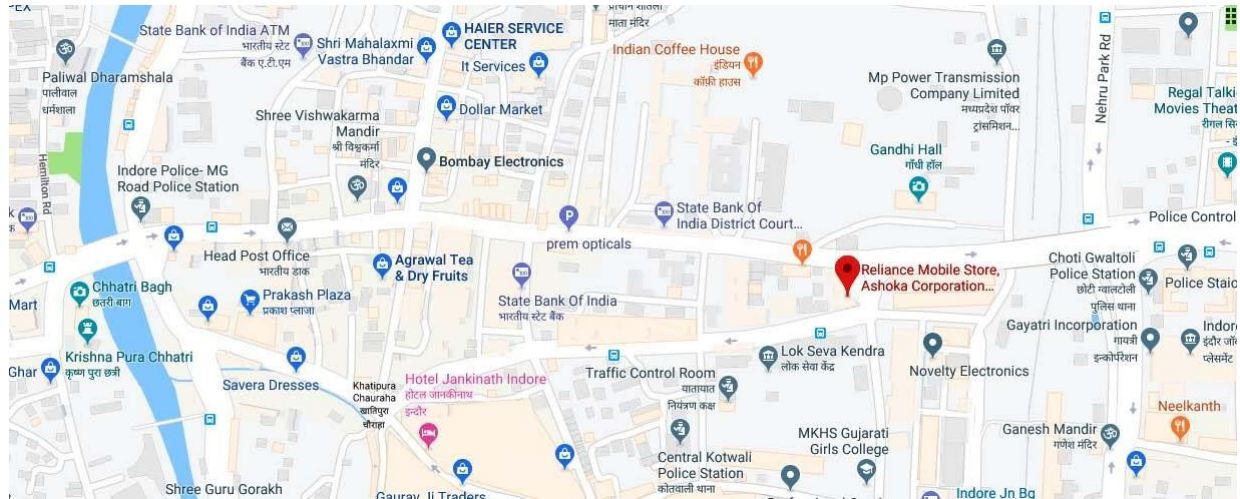 State Bank of India ATM
भारतीय स्टेट
बैंक ए.टी.एम
Shri Mahalaxmi
Vastra Bhandar
HAIER SERVICE
CENTER
It Services
माता मंदिर
Indian Coffee House
इंडियन
कॉफ़ी हाउस
Mp Power Transmission
Company Limited
मध्यप्रदेश पॉवर
ट्रांसमिशन...
Nehru Park Rd
Paliwal Dharamshala
पालीवाल
धर्मशाला
Dollar Market
Regal Talki
Movies Theat
Shree Vishwakarma
Mandir
श्री विश्वकर्मा
मंदिर
Bombay Electronics
Gandhi Hall
गाँधी हॉल
Hemilton Rd
Indore Police- MG
Road Police Station
State Bank Of
India District Court...
Police Control
prem opticals
Head Post Office
भारतीय डाक
Agrawal Tea
& Dry Fruits
Reliance Mobile Store,
Ashoka Corporation...
Choti Gwaltoli
Police Station
छोटी ग्वालटोली
पुलिस थाना
Police Staio
Mart
Chhatri Bagh
छतरी बाग
Prakash Plaza
प्रकाश प्लाजा
State Bank Of India
भारतीय स्टेट बैंक
Gayatri Incorporation
गायत्री
इन्कोर्पोरेशन
Indore
इंदौर जॉ
प्लेसमेंट
Krishna Pura Chhatri
कृष्ण पुरा छत्री
Ghar
Savera Dresses
Khatipura
Chauraha
खातिपुरा
चौराहा
Hotel Jankinath Indore
होटल जानकीनाथ
इन्दौर
Traffic Control Room
यातायात
नियंत्रण कक्ष
Lok Seva Kendra
लोक सेवा केंद्र
Novelty Electronics
Neelkanth
Ganesh Mandir
गणेश मंदिर
MKHS Gujarati
Girls College
Central Kotwali
Police Station
कोतवाली थाना
Shree Guru Gorakh
Gaurav Ji Traders
Indore Jn Bg